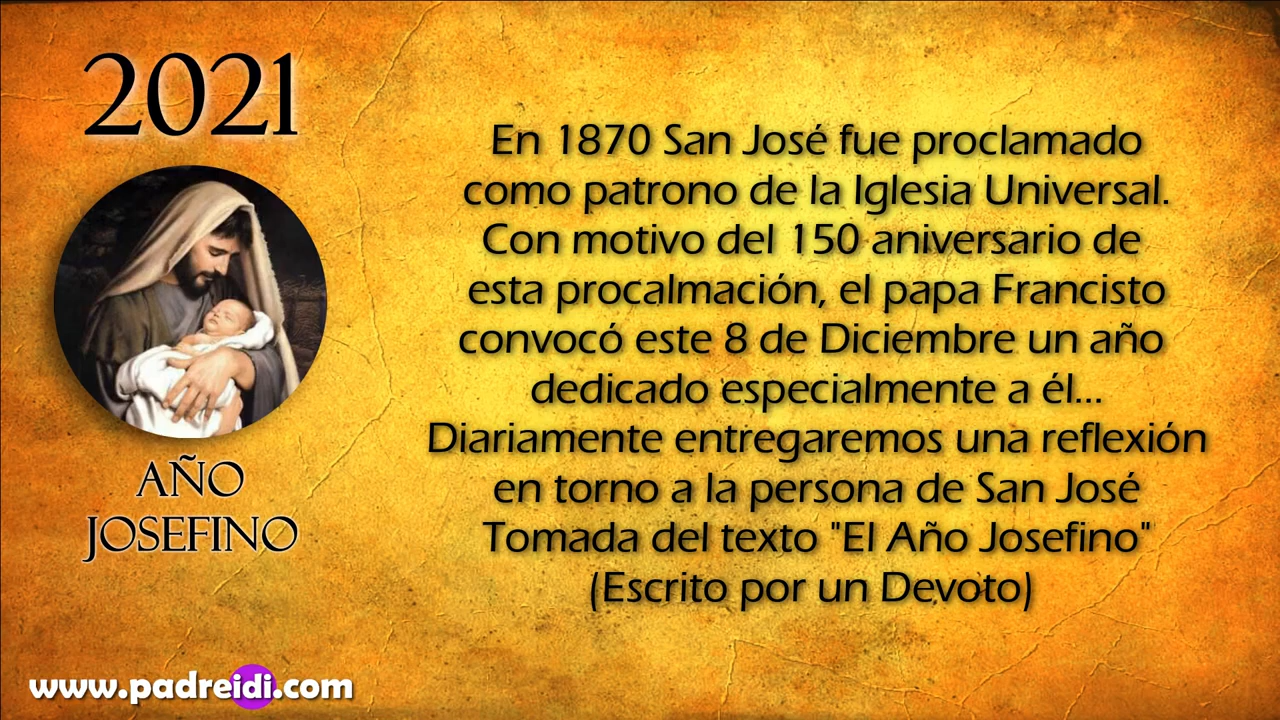 2021
AÑO
JOSEFINO
En 1870 San José fue proclamado
como patrono de la Iglesia Universal.
Con motivo del 150 aniversario de
esta procalmación, el papa Francisto
convocó este 8 de Diciembre un año
dedicado especialmente a él...
Diariamente entregaremos una reflexión
en torno a la persona de San José
Tomada del texto "El Año Josefino"
(Escrito por un Devoto)
www.padreidi.com